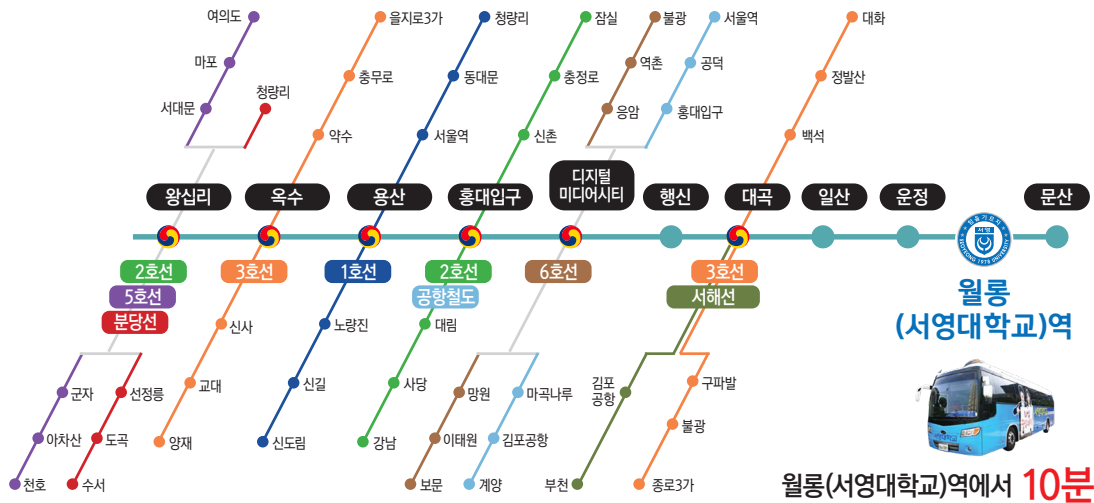 여의도
마포
서대문
청량리
을지로3가
충무로
약수
청량리
동대문
서울역
잠실
충정로
신촌
불광
역촌
응암
서울역
공덕
홍대입구
대화
정발산
백석
왕십리
옥수
용산
홍대입구
디지털
미디어시티
행신
대곡
일산
운정
문산
2호선
5호선
분당선
3호선
1호선
2호선
공항철도
6호선
3호선
서해선
서영
SEOYEONG 1978 UNIVERSITY
월롱
(서영대학교)역
군자
아차산
천호
선정릉
도곡
수서
신사
교대
양재
노량진
신길
신도림
대림
사당
강남
망원
이태원
보문
마곡나루
김포공항
계양
김포
공항
부천
구파발
불광
종로3가
월롱(서영대학교)역에서 10분